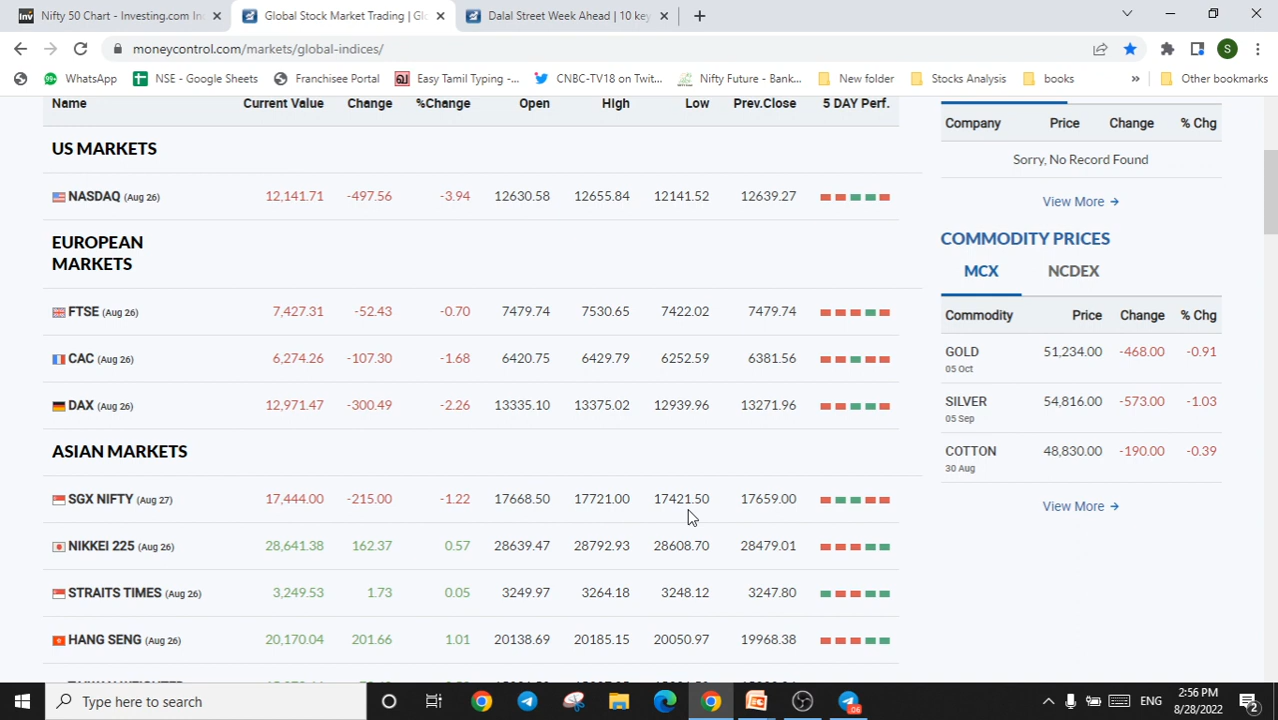 Nifty 50 Chart - Investing.com In
Global Stock Market Trading | Gl
Dalal Street Week Ahead | 10 key
moneycontrol.com/markets/global-indices/
S
99+ WhatsApp NSE - Google Sheets Franchisee Portal Easy Tamil Typing -... CNBC-TV18 on Twit... Nifty Future - Bank... New folder Stocks Analysis books » Other bookmarks
Name Current Value Change %Change Open High Low Prev.Close 5 DAY Perf.
US MARKETS
NASDAQ (Aug 26) 12,141.71 -497.56 -3.94 12630.58 12655.84 12141.52 12639.27
EUROPEAN
MARKETS
FTSE (Aug 26) 7,427.31 -52.43 -0.70 7479.74 7530.65 7422.02 7479.74
CAC (Aug 26) 6,274.26 -107.30 -1.68 6420.75 6429.79 6252.59 6381.56
DAX (Aug 26) 12,971.47 -300.49 -2.26 13335.10 13375.02 12939.96 13271.96
ASIAN MARKETS
SGX NIFTY (Aug 27) 17,444.00 -215.00 -1.22 17668.50 17721.00 17421.50 17659.00
NIKKEI 225 (Aug 26) 28,641.38 162.37 0.57 28639.47 28792.93 28608.70 28479.01
STRAITS TIMES (Aug 26) 3,249.53 1.73 0.05 3249.97 3264.18 3248.12 3247.80
HANG SENG (Aug 26) 20,170.04 201.66 1.01 20138.69 20185.15 20050.97 19968.38
Company Price Change % Chg
Sorry, No Record Found
View More →
COMMODITY PRICES
MCX NCDEX
Commodity Price Change % Chg
GOLD 51,234.00 -468.00 -0.91
05 Oct
SILVER 54,816.00 -573.00 -1.03
05 Sep
COTTON 48,830.00 -190.00 -0.39
30 Aug
View More →
Type here to search
ENG
2:56 PM
8/28/2022
2